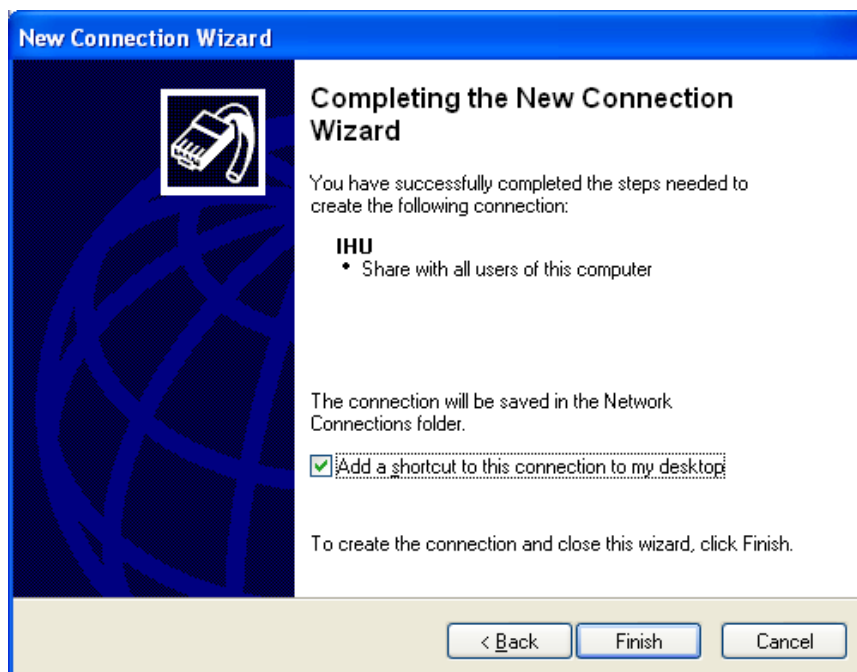 New Connection Wizard
Completing the New Connection
Wizard
You have successfully completed the steps needed to
create the following connection:
IHU
• Share with all users of this computer
The connection will be saved in the Network
Connections folder.
Add a shortcut to this connection to my desktop
To create the connection and close this wizard, click Finish.
< Back Finish Cancel